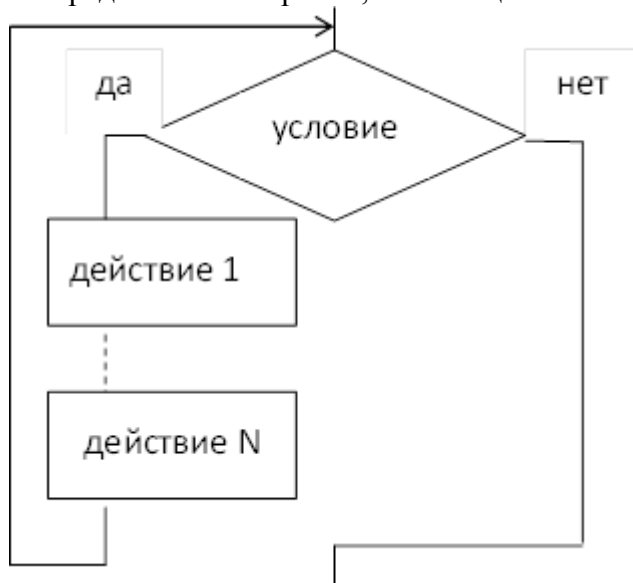 да
нет
условие
действие 1
действие N